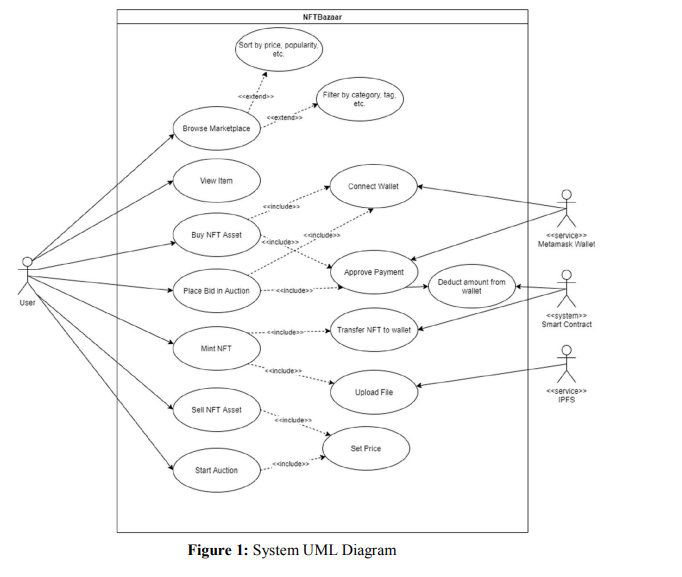 NFTBazaar
Sort by price, popularity,
etc.
<<extend>>
Filter by category, tag,
etc.
<<extend>>
Browse Marketplace
View Item
Connect Wallet
<<include>>
Buy NFT Asset
<<include>>
<<include>>
<<service>>
Metamask Wallet
Approve Payment
Place Bid in Auction
<<include>>
Deduct amount from
wallet
User
<<system>>
Smart Contract
<<include>>
Transfer NFT to wallet
Mint NFT
<<include>>
Upload File
<<service>>
IPFS
Sell NFT Asset
<<include>>
Set Price
Start Auction
<<include>>
Figure 1: System UML Diagram